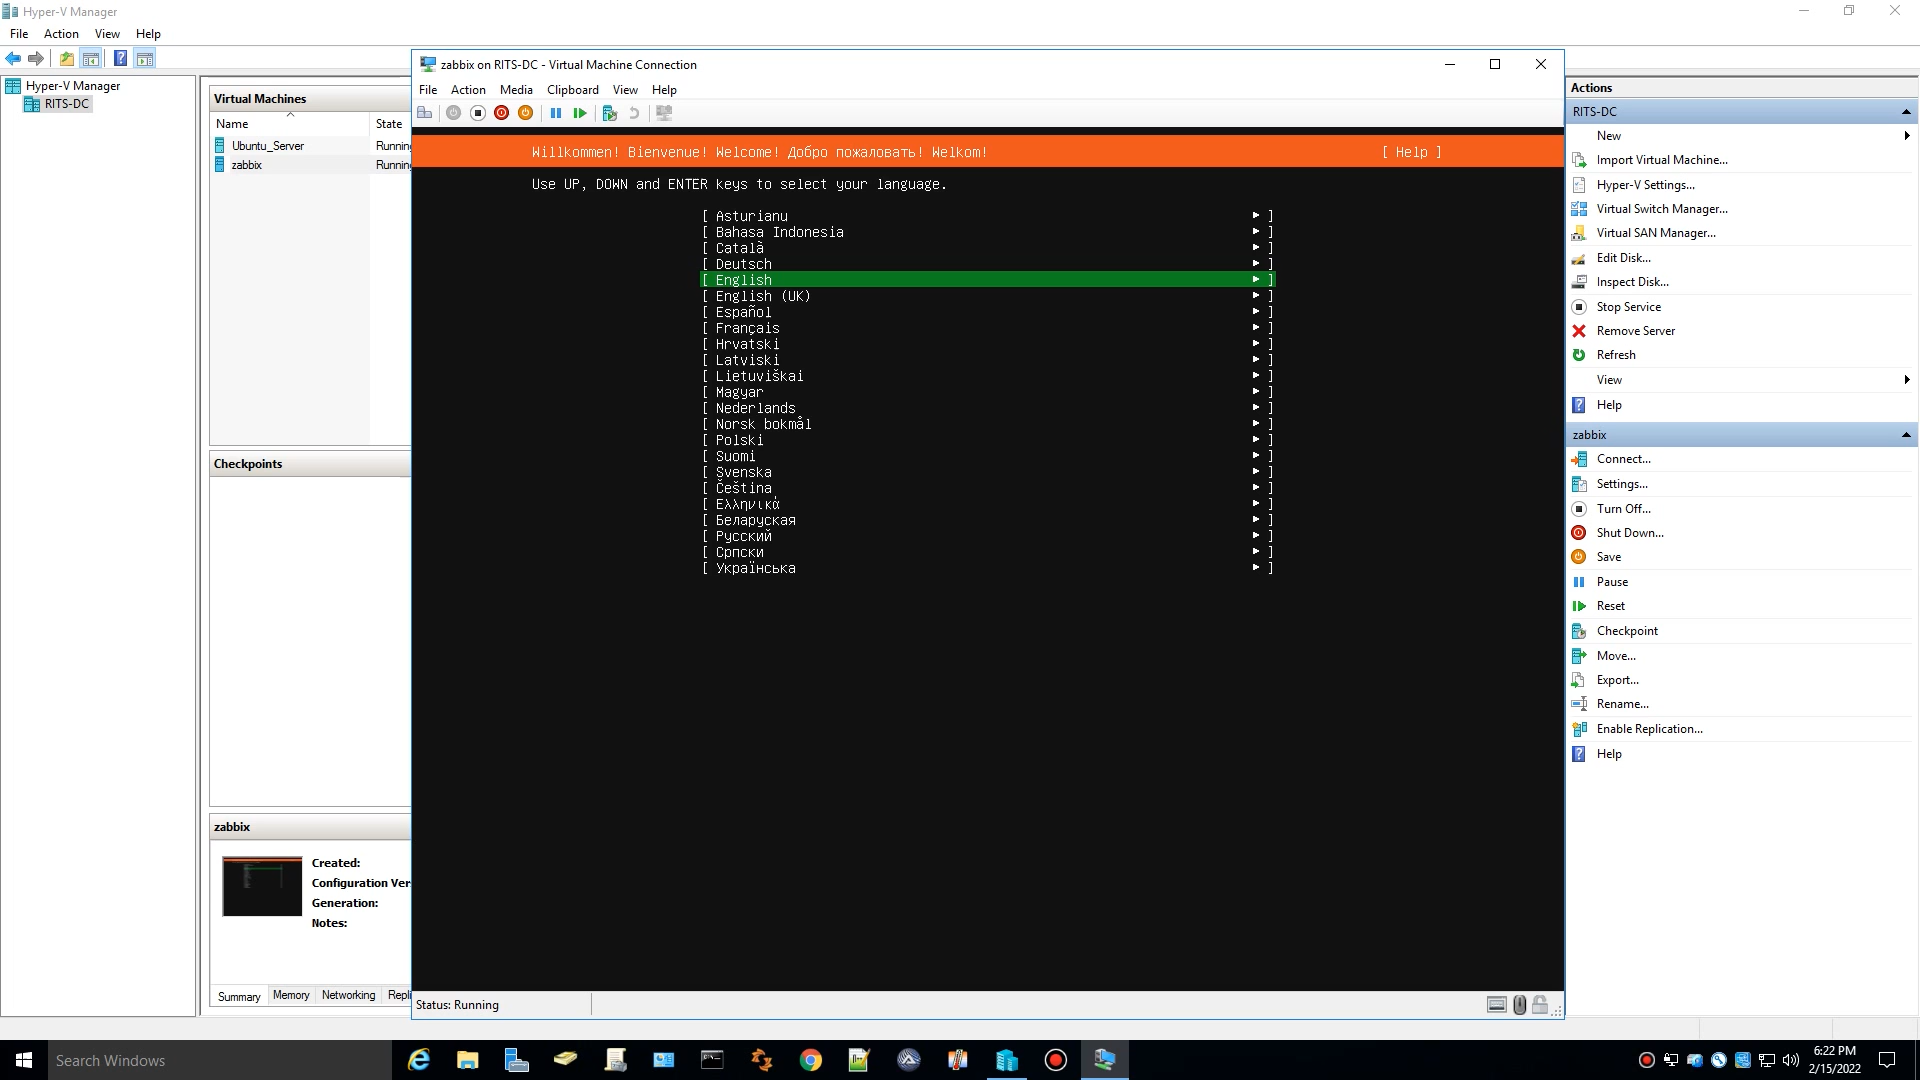 Hyper-V Manager
File Action View Help
Hyper-V Manager
RITS-DC
Virtual Machines
Name State
Ubuntu_Server Running
zabbix Running
Checkpoints
zabbix
Created:
Configuration Ver
Generation:
Notes:
Summary Memory Networking Repli
zabbix on RITS-DC - Virtual Machine Connection
File Action Media Clipboard View Help
Willkommen! Bienvenue! Welcome! Добро пожаловать! Welkom! [ Help ]
Use UP, DOWN and ENTER keys to select your language.
[ Asturianu ► ]
[ Bahasa Indonesia ► ]
[ Català ► ]
[ Deutsch ► ]
[ English ► ]
[ English (UK) ► ]
[ Español ► ]
[ Français ► ]
[ Hrvatski ► ]
[ Latviski ► ]
[ Lietuviškai ► ]
[ Magyar ► ]
[ Nederlands ► ]
[ Norsk bokmål ► ]
[ Polski ► ]
[ Suomi ► ]
[ Svenska ► ]
[ Čeština ► ]
[ Ελληνικά ► ]
[ Беларуская ► ]
[ Русский ► ]
[ Српски ► ]
[ Українська ► ]
Status: Running
Actions
RITS-DC
New
Import Virtual Machine...
Hyper-V Settings...
Virtual Switch Manager...
Virtual SAN Manager...
Edit Disk...
Inspect Disk...
Stop Service
Remove Server
Refresh
View
Help
zabbix
Connect...
Settings...
Turn Off...
Shut Down...
Save
Pause
Reset
Checkpoint
Move...
Export...
Rename...
Enable Replication...
Help
Search Windows
6:22 PM
2/15/2022